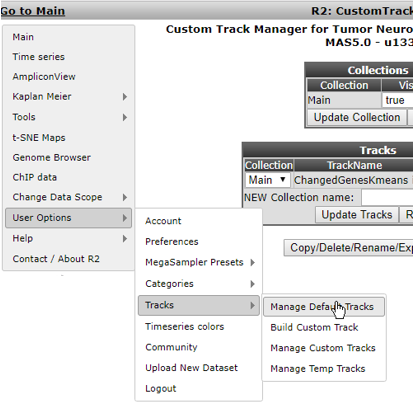 Go to Main
R2: CustomTrack
Custom Track Manager for Tumor Neuro
MAS5.0 - u133
Main
Time series
AmpliconView
Kaplan Meier
Tools
t-SNE Maps
Genome Browser
ChIP data
Change Data Scope
User Options
Help
Contact / About R2
Account
Preferences
MegaSampler Presets
Categories
Tracks
Timeseries colors
Community
Upload New Dataset
Logout
Manage Default Tracks
Build Custom Track
Manage Custom Tracks
Manage Temp Tracks
Collections
Collection Vis
Main true
Update Collection
Tracks
Collection TrackName
Main ChangedGenesKmeans
NEW Collection name:
Update Tracks R
Copy/Delete/Rename/Exp